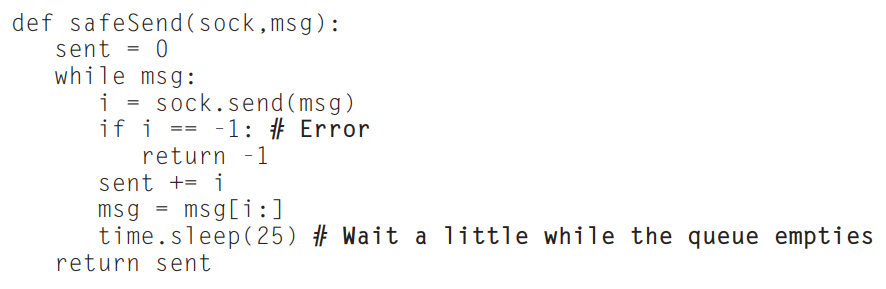 def safeSend(sock,msg):
   sent = 0
   while msg:
      i = sock.send(msg)
      if i == -1: # Error
         return -1
      sent += i
      msg = msg[i:]
      time.sleep(25) # Wait a little while the queue empties
   return sent